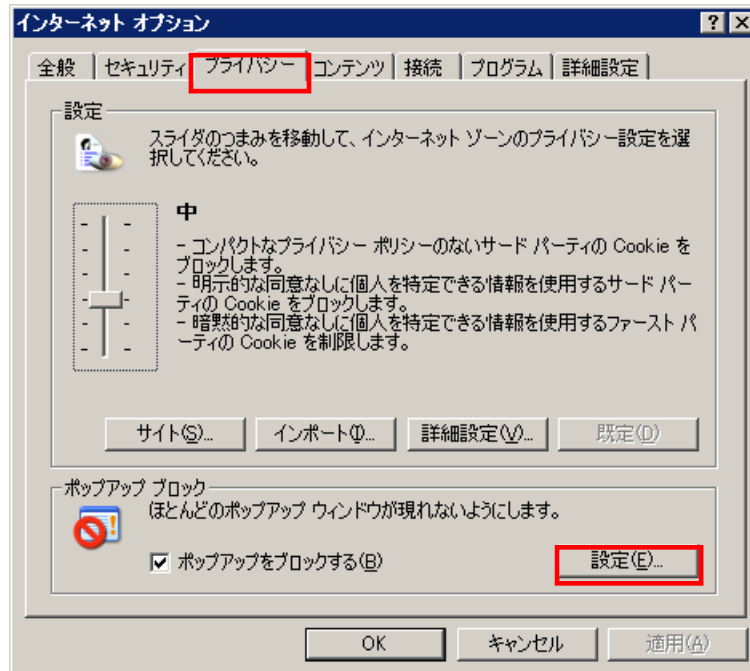 インターネット オプション
全般 セキュリティ プライバシー コンテンツ 接続 プログラム 詳細設定
設定
スライダのつまみを移動して、インターネット ゾーンのプライバシー設定を選
択してください。
中
- コンパクトなプライバシー ポリシーのないサード パーティの Cookie を
ブロックします。
- 明示的な同意なしに個人を特定できる情報を使用するサード パー
ティの Cookie をブロックします。
- 暗黙的な同意なしに個人を特定できる情報を使用するファースト パ
ーティの Cookie を制限します。
サイト(S)... インポート(I)... 詳細設定(V)... 既定(D)
ポップアップ ブロック
ほとんどのポップアップ ウィンドウが現れないようにします。
ポップアップをブロックする(B) 設定(E)...
OK キャンセル 適用(A)